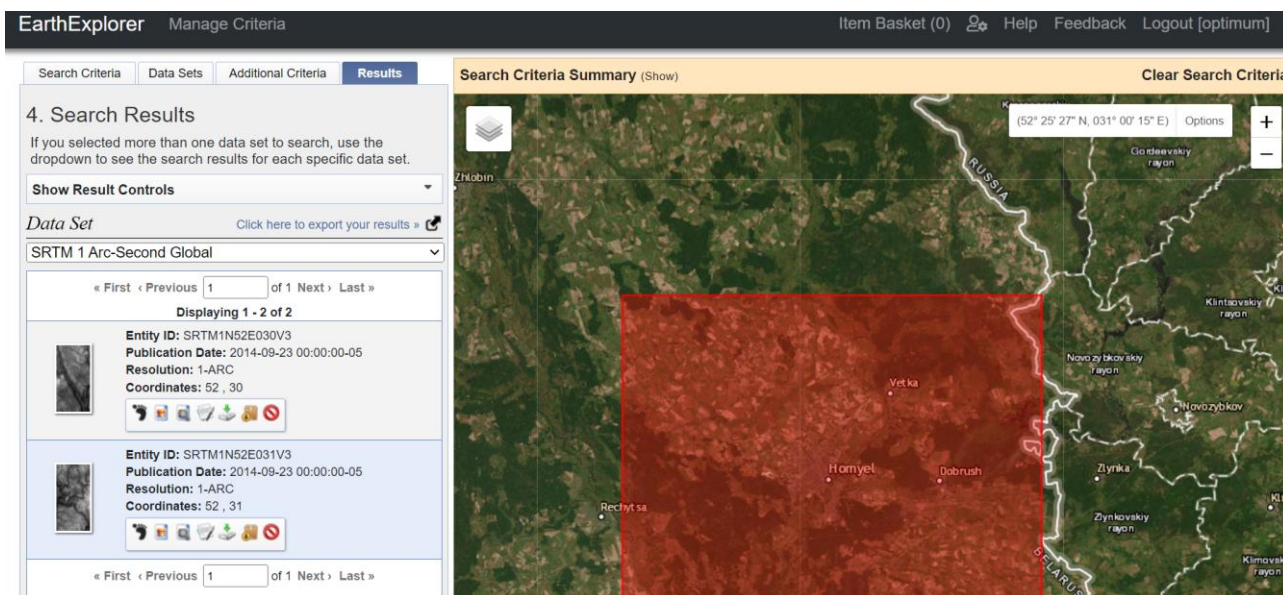 EarthExplorer Manage Criteria Item Basket (0) Help Feedback Logout [optimum]
Search Criteria Data Sets Additional Criteria Results
4. Search Results
If you selected more than one data set to search, use the
dropdown to see the search results for each specific data set.
Show Result Controls
Data Set Click here to export your results »
SRTM 1 Arc-Second Global
« First ‹ Previous 1 of 1 Next › Last »
Displaying 1 - 2 of 2
Entity ID: SRTM1N52E030V3
Publication Date: 2014-09-23 00:00:00-05
Resolution: 1-ARC
Coordinates: 52 , 30
Entity ID: SRTM1N52E031V3
Publication Date: 2014-09-23 00:00:00-05
Resolution: 1-ARC
Coordinates: 52 , 31
« First ‹ Previous 1 of 1 Next › Last »
Search Criteria Summary (Show) Clear Search Criteria
(52° 25' 27" N, 031° 00' 15" E) Options
+
−
Gordeevskiy
rayon
RUSSIA
Zhlobin
Klintsovskiy
rayon
Novozybkovskiy
rayon
Vetka
Novozybkov
Homyel
Dobrush
Zlynka
Rechytsa
Zlynkovskiy
rayon
BELARUS
Klimovsk
rayon